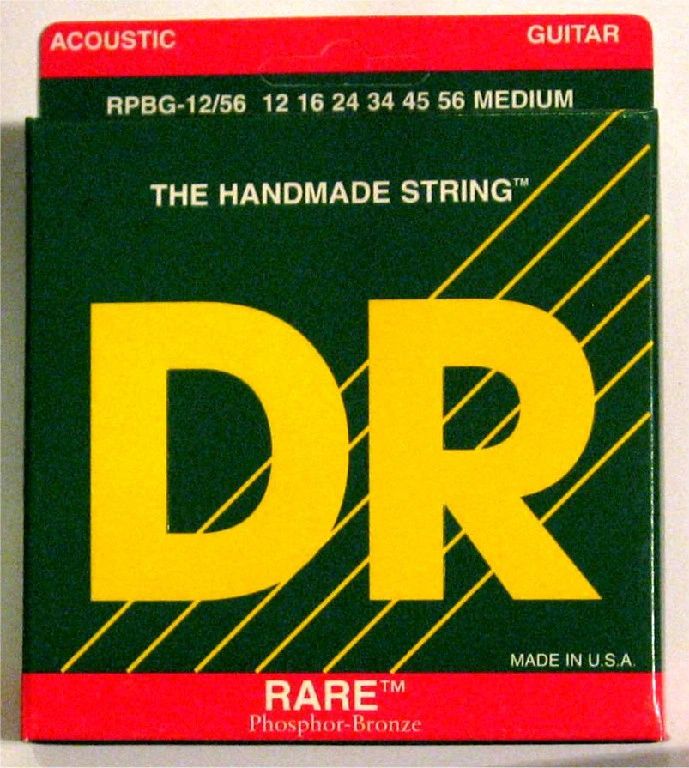 ACOUSTIC GUITAR
RPBG-12/56 12 16 24 34 45 56 MEDIUM
THE HANDMADE STRING™
DR
MADE IN U.S.A.
RARE™
Phosphor-Bronze